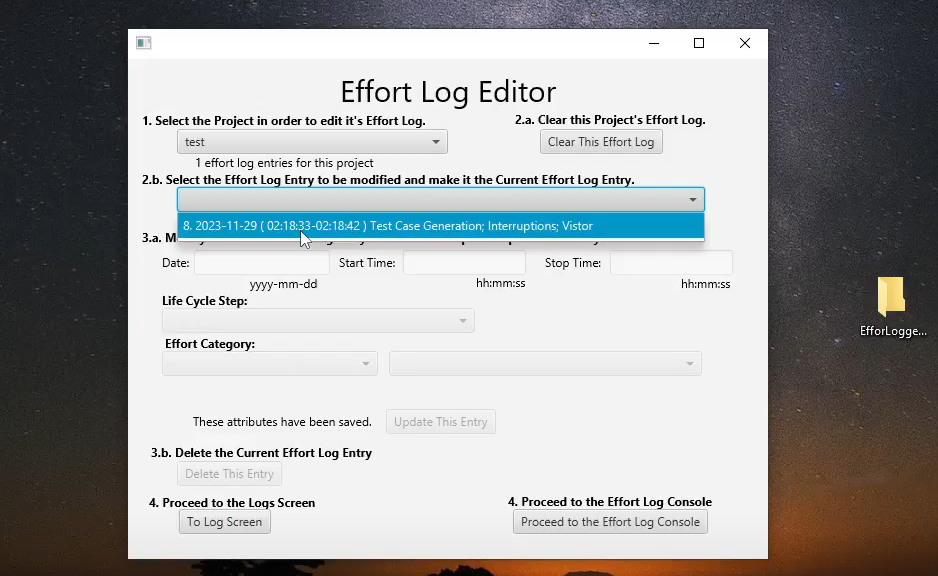 Effort Log Editor
1. Select the Project in order to edit it's Effort Log.
2.a. Clear this Project's Effort Log.
test
Clear This Effort Log
1 effort log entries for this project
2.b. Select the Effort Log Entry to be modified and make it the Current Effort Log Entry.
8. 2023-11-29 ( 02:18:33-02:18:42 ) Test Case Generation; Interruptions; Vistor
3.a.
Date:
Start Time:
Stop Time:
yyyy-mm-dd
hh:mm:ss
hh:mm:ss
Life Cycle Step:
Effort Category:
These attributes have been saved.
Update This Entry
3.b. Delete the Current Effort Log Entry
Delete This Entry
4. Proceed to the Logs Screen
4. Proceed to the Effort Log Console
To Log Screen
Proceed to the Effort Log Console
EfforLogge...